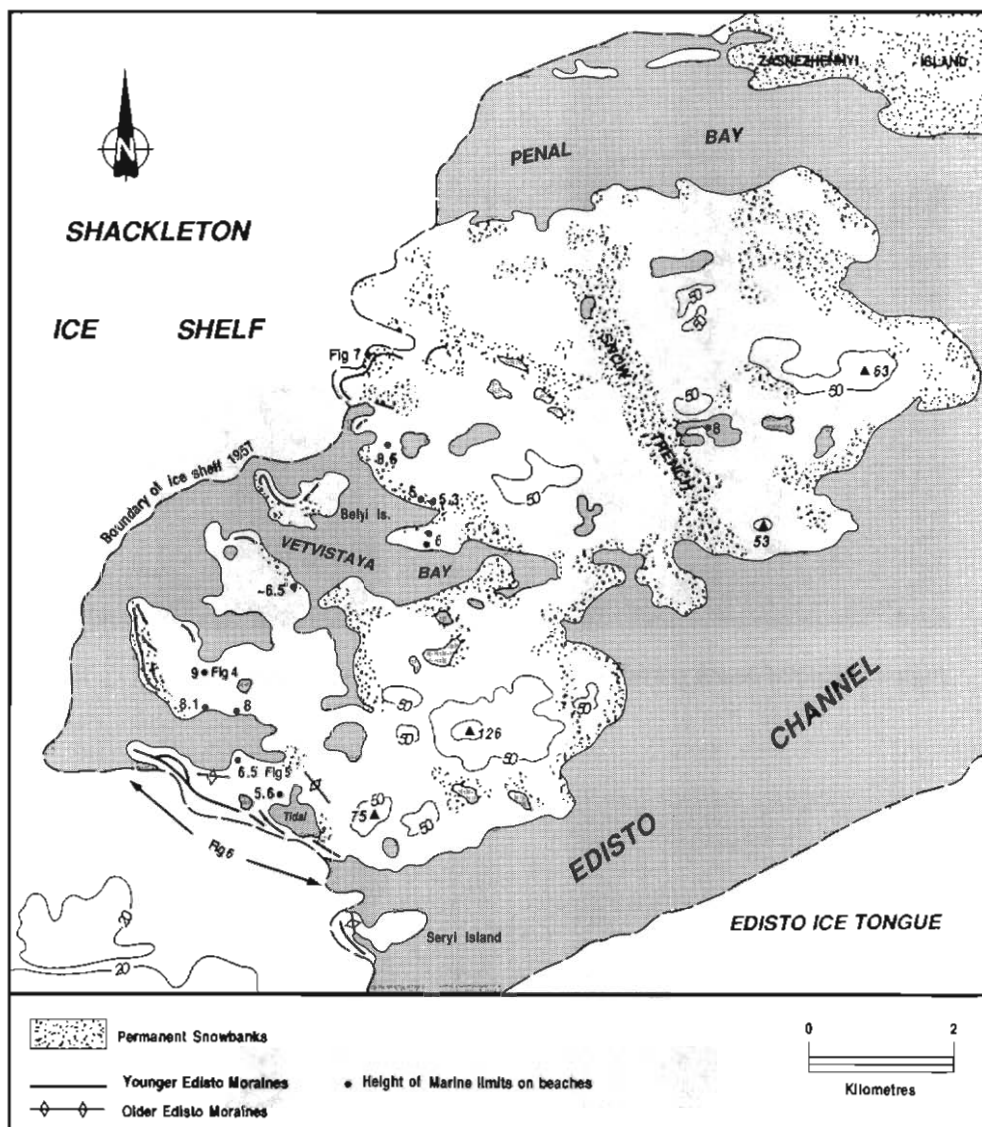 ZASNEZHENNYI ISLAND
PENAL BAY
N
SHACKLETON
ICE SHELF
50
SNOW TRENCH
Fig 7
63
50
50
8
8.5
Boundary of Ice shelf 1957
5
5.3
50
Belyi Is.
6
53
VETVISTAYA BAY
~6.5
9 Fig 4
8.1
8
50
50
50
126
50
CHANNEL
6.5 Fig 5
5.6
Tidal
50
75
50
EDISTO
Fig 6
20
20
Seryi Island
EDISTO ICE TONGUE
Permanent Snowbanks
Younger Edisto Moraines
Height of Marine limits on beaches
Older Edisto Moraines
0 2
Kilometres